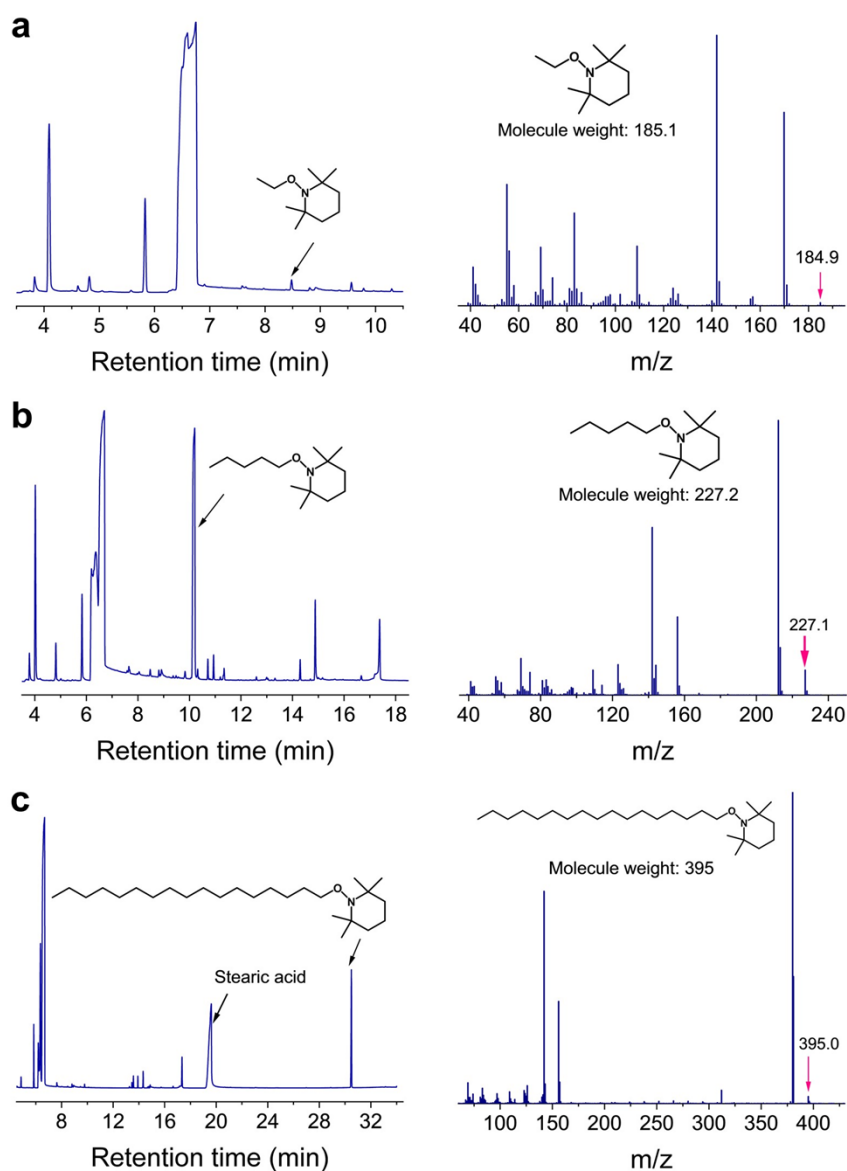 a
O
N
4 5 6 7 8 9 10
Retention time (min)
O
N
Molecule weight: 185.1
184.9
40 60 80 100 120 140 160 180
m/z
b
O
N
4 6 8 10 12 14 16 18
Retention time (min)
O
N
Molecule weight: 227.2
227.1
40 80 120 160 200 240
m/z
c
O
N
Stearic acid
8 12 16 20 24 28 32
Retention time (min)
O
N
Molecule weight: 395
395.0
100 150 200 250 300 350 400
m/z